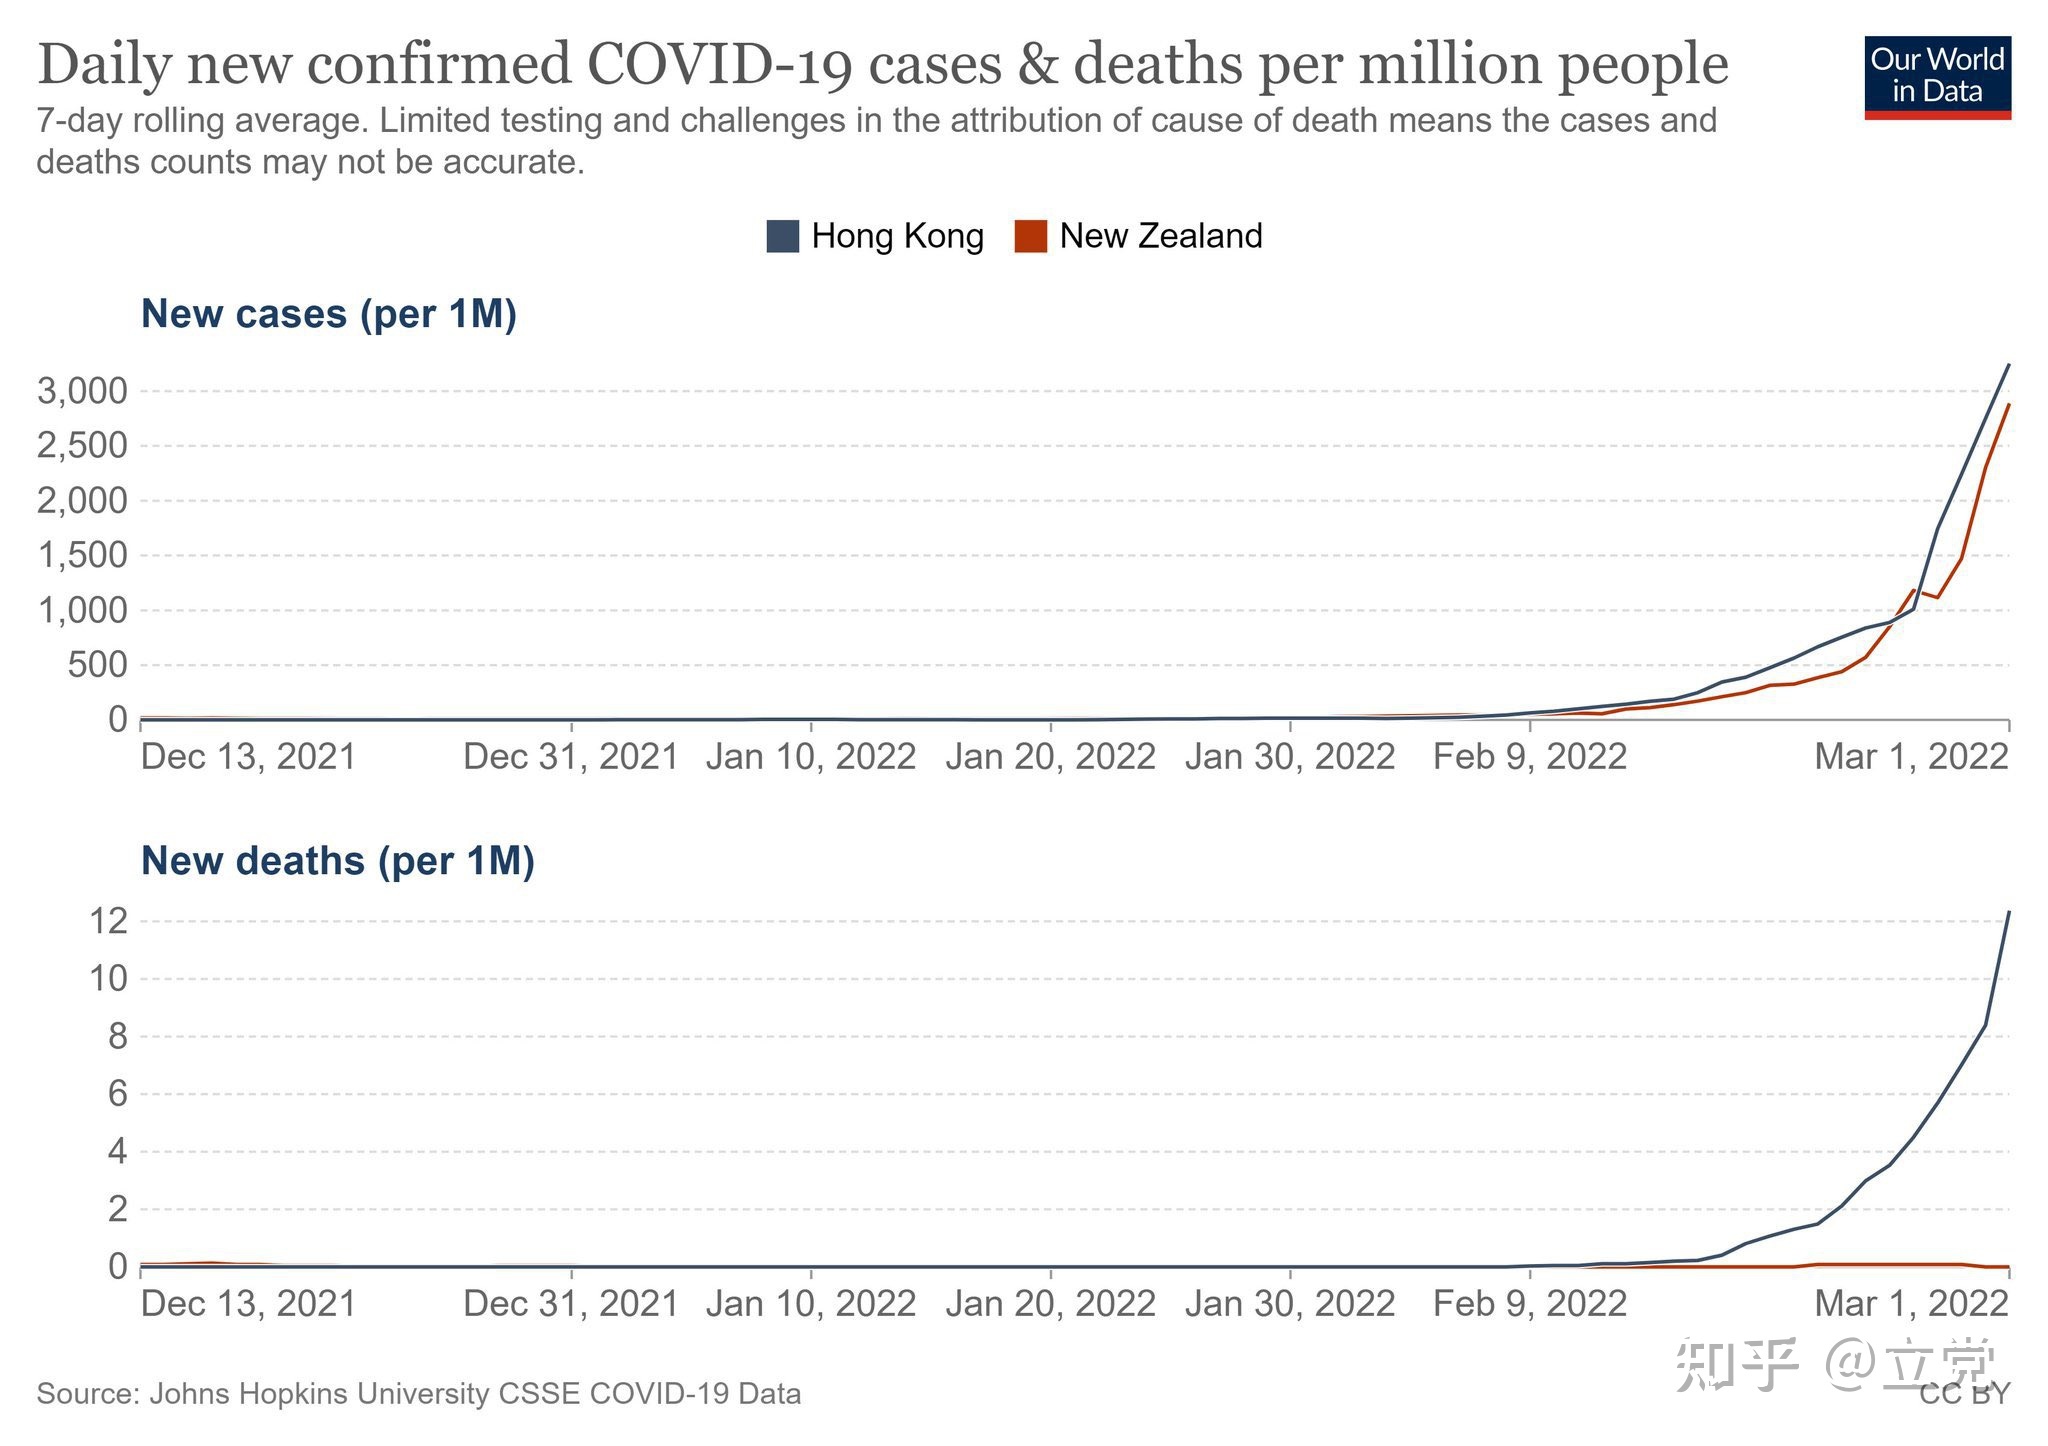 Daily new confirmed COVID-19 cases & deaths per million people
Our World
in Data
7-day rolling average. Limited testing and challenges in the attribution of cause of death means the cases and
deaths counts may not be accurate.
Hong Kong New Zealand
New cases (per 1M)
3,000
2,500
2,000
1,500
1,000
500
0
Dec 13, 2021 Dec 31, 2021 Jan 10, 2022 Jan 20, 2022 Jan 30, 2022 Feb 9, 2022 Mar 1, 2022
New deaths (per 1M)
12
10
8
6
4
2
0
Dec 13, 2021 Dec 31, 2021 Jan 10, 2022 Jan 20, 2022 Jan 30, 2022 Feb 9, 2022 Mar 1, 2022
知乎 @立党
Source: Johns Hopkins University CSSE COVID-19 Data
CC BY